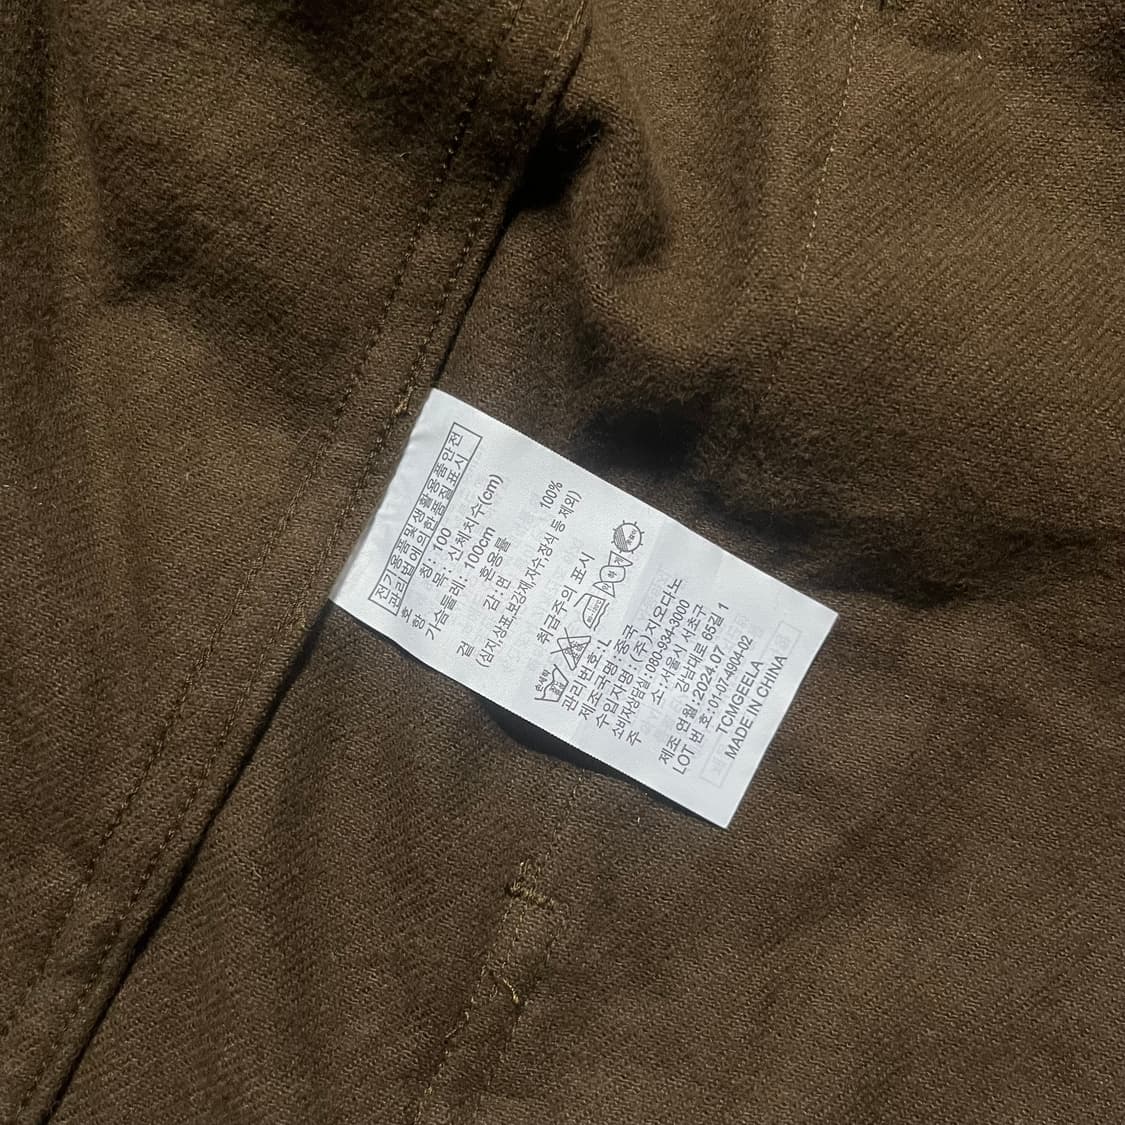 전기용품및생활용품안전
관리법에의한품질표시
호 칭 : 100
항 목 : 신체치수(cm)
가슴둘레 : 100cm
혼용률
겉 감 : 면 100%
(심지,상표,보강재,자수,장식 등 제외)
취급주의 표시
관리번호 : L
제조국명 : 중국
수입자명 : (주)지오다노
소비자상담실 : 080-934-3000
주 소 : 서울시 서초구
강남대로 65길 1
제조 연월 : 2024.07
LOT 번 호 : 01-07-4904-02
TCMGEELA
MADE IN CHINA